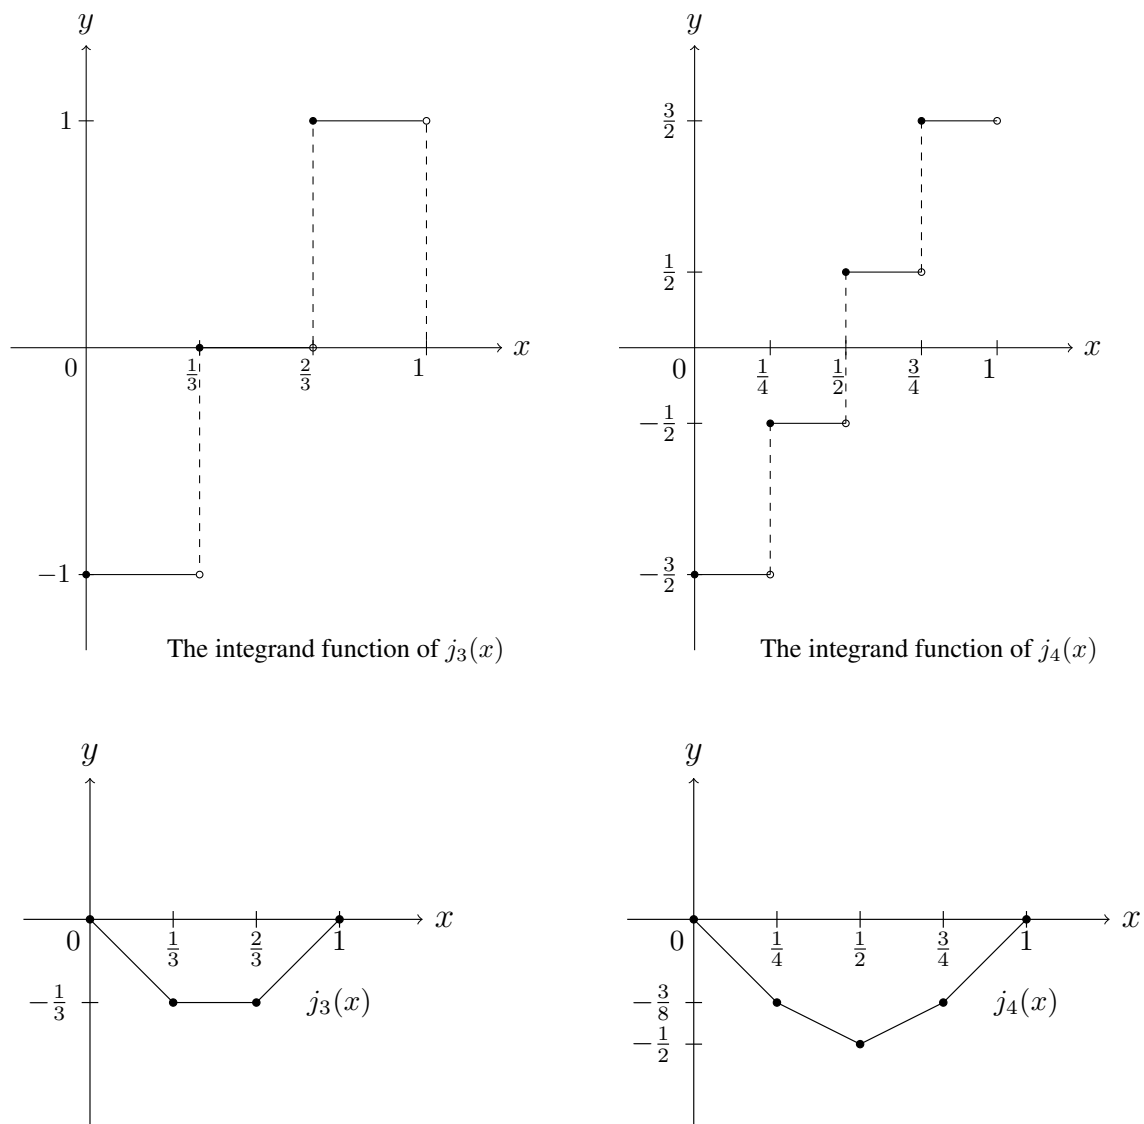 y
1
0
1/3
2/3
1
x
−1
The integrand function of j₃(x)
y
3/2
1/2
0
1/4
1/2
3/4
1
x
−1/2
−3/2
The integrand function of j₄(x)
y
0
1/3
2/3
1
x
−1/3
j₃(x)
y
0
1/4
1/2
3/4
1
x
−3/8
−1/2
j₄(x)